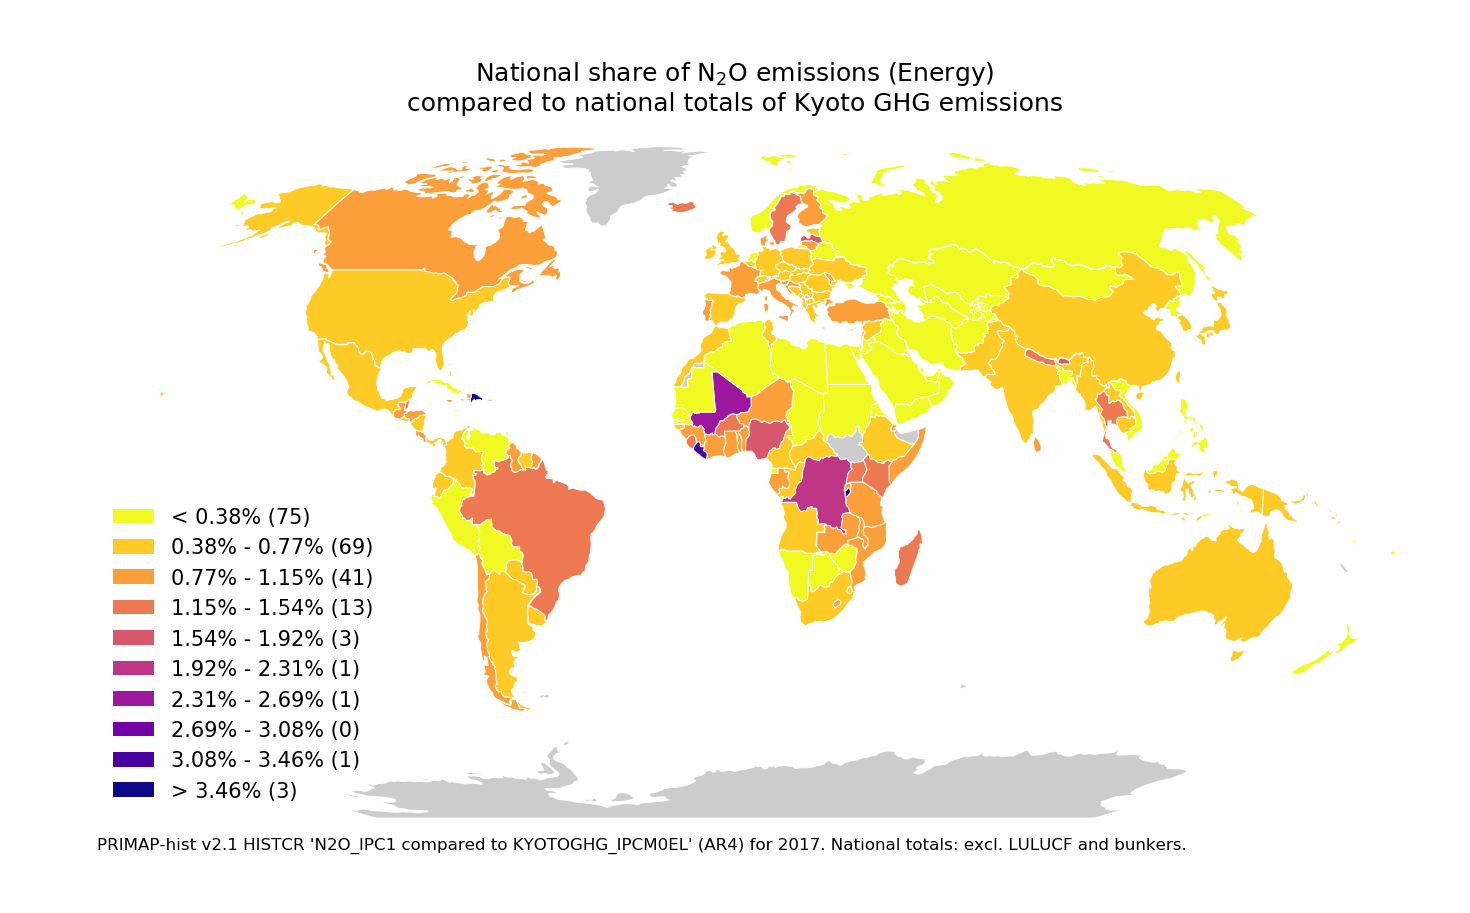 National share of N₂O emissions (Energy)
compared to national totals of Kyoto GHG emissions
< 0.38% (75)
0.38% - 0.77% (69)
0.77% - 1.15% (41)
1.15% - 1.54% (13)
1.54% - 1.92% (3)
1.92% - 2.31% (1)
2.31% - 2.69% (1)
2.69% - 3.08% (0)
3.08% - 3.46% (1)
> 3.46% (3)
PRIMAP-hist v2.1 HISTCR 'N2O_IPC1 compared to KYOTOGHG_IPCM0EL' (AR4) for 2017. National totals: excl. LULUCF and bunkers.